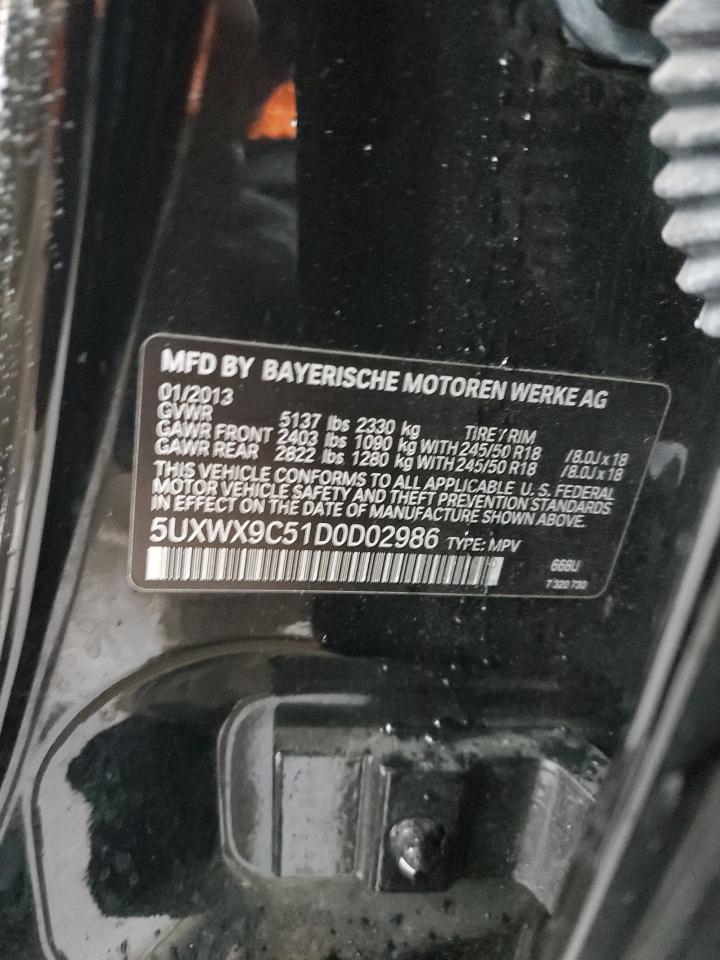 MFD BY BAYERISCHE MOTOREN WERKE AG
01/2013
GVWR 5137 lbs 2330 kg TIRE / RIM
GAWR FRONT 2403 lbs 1090 kg WITH 245/50 R18 /8.0J x 18
GAWR REAR 2822 lbs 1280 kg WITH 245/50 R18 /8.0J x 18
THIS VEHICLE CONFORMS TO ALL APPLICABLE U. S. FEDERAL
MOTOR VEHICLE SAFETY AND THEFT PREVENTION STANDARDS
IN EFFECT ON THE DATE OF MANUFACTURE SHOWN ABOVE.
5UXWX9C51D0D02986 TYPE: MPV
668U
7 320 730